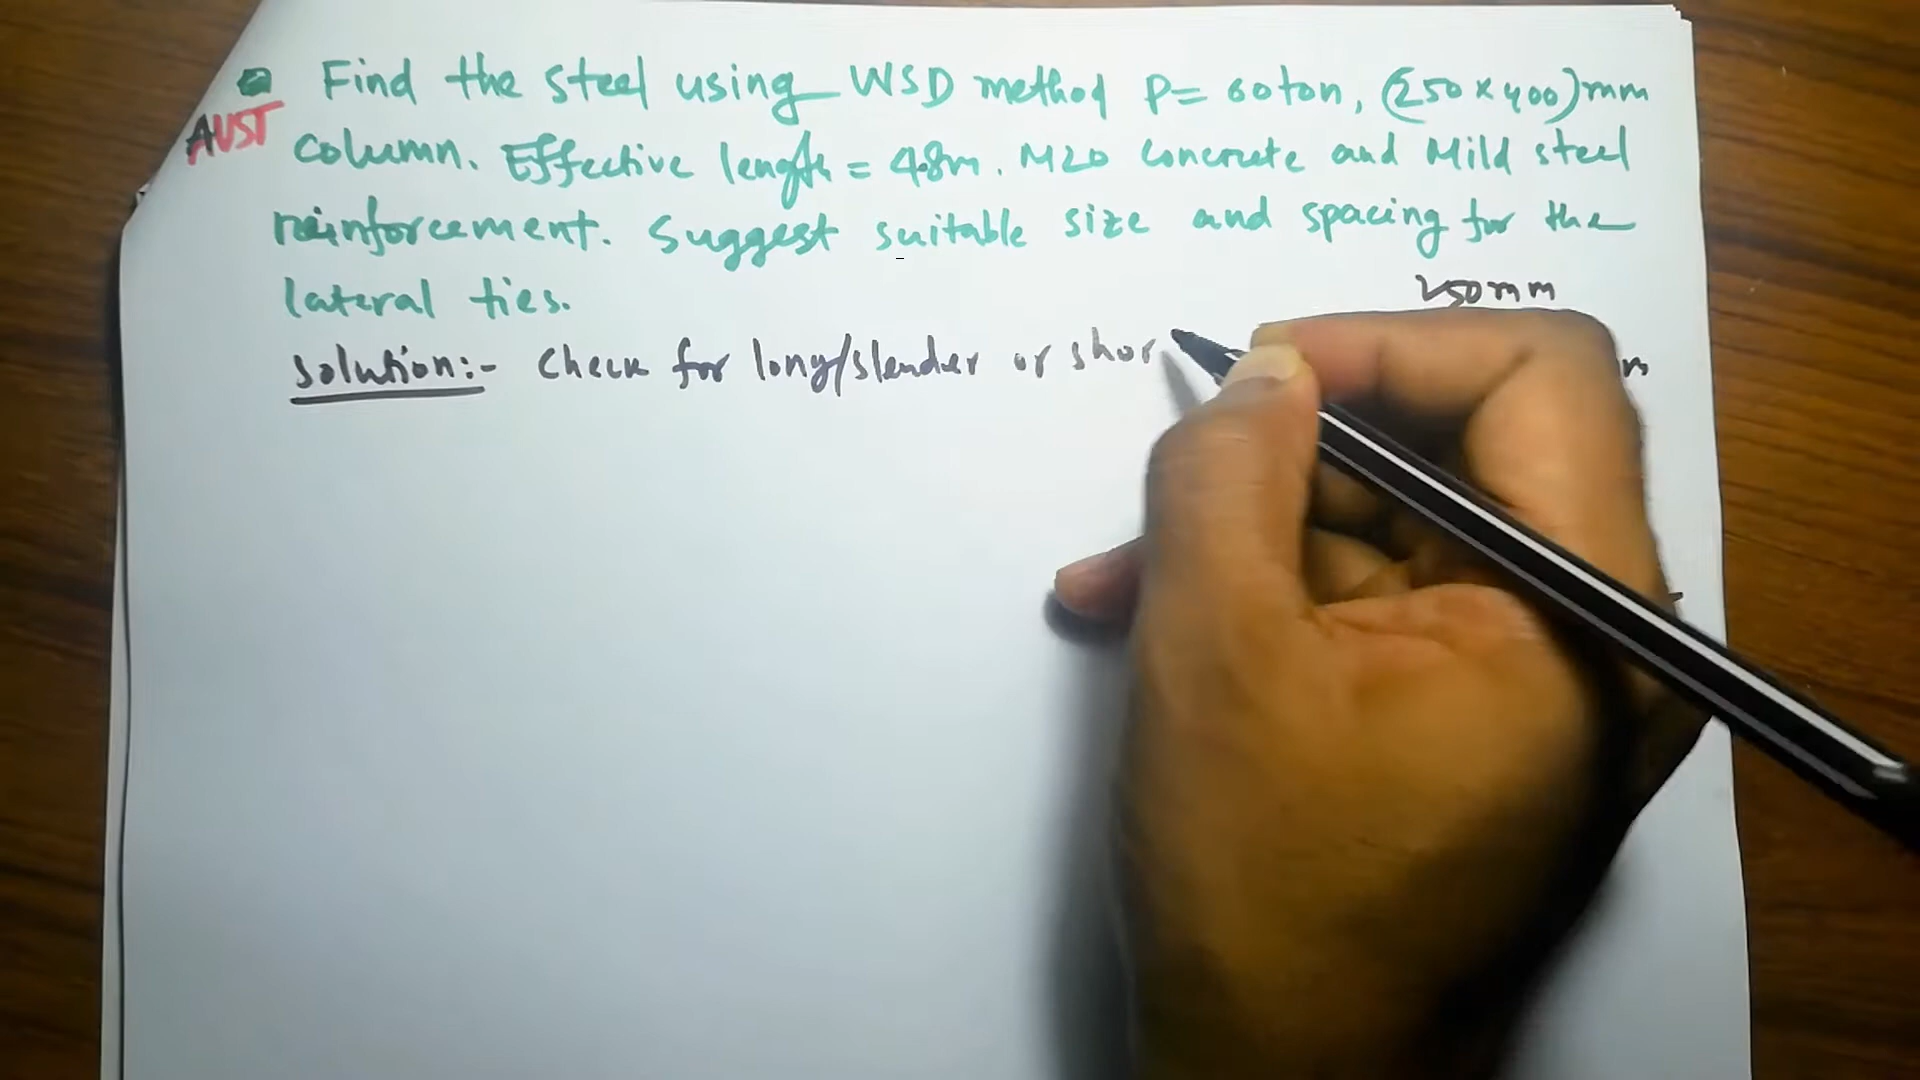 Find the steel using WSD method P= 60ton, (250 x 400)mm
AUST
column. Effective length = 4.8m. M20 concrete and Mild steel
reinforcement. Suggest suitable size and spacing for the
lateral ties.
250mm
solution:- Check for long/slender or shor